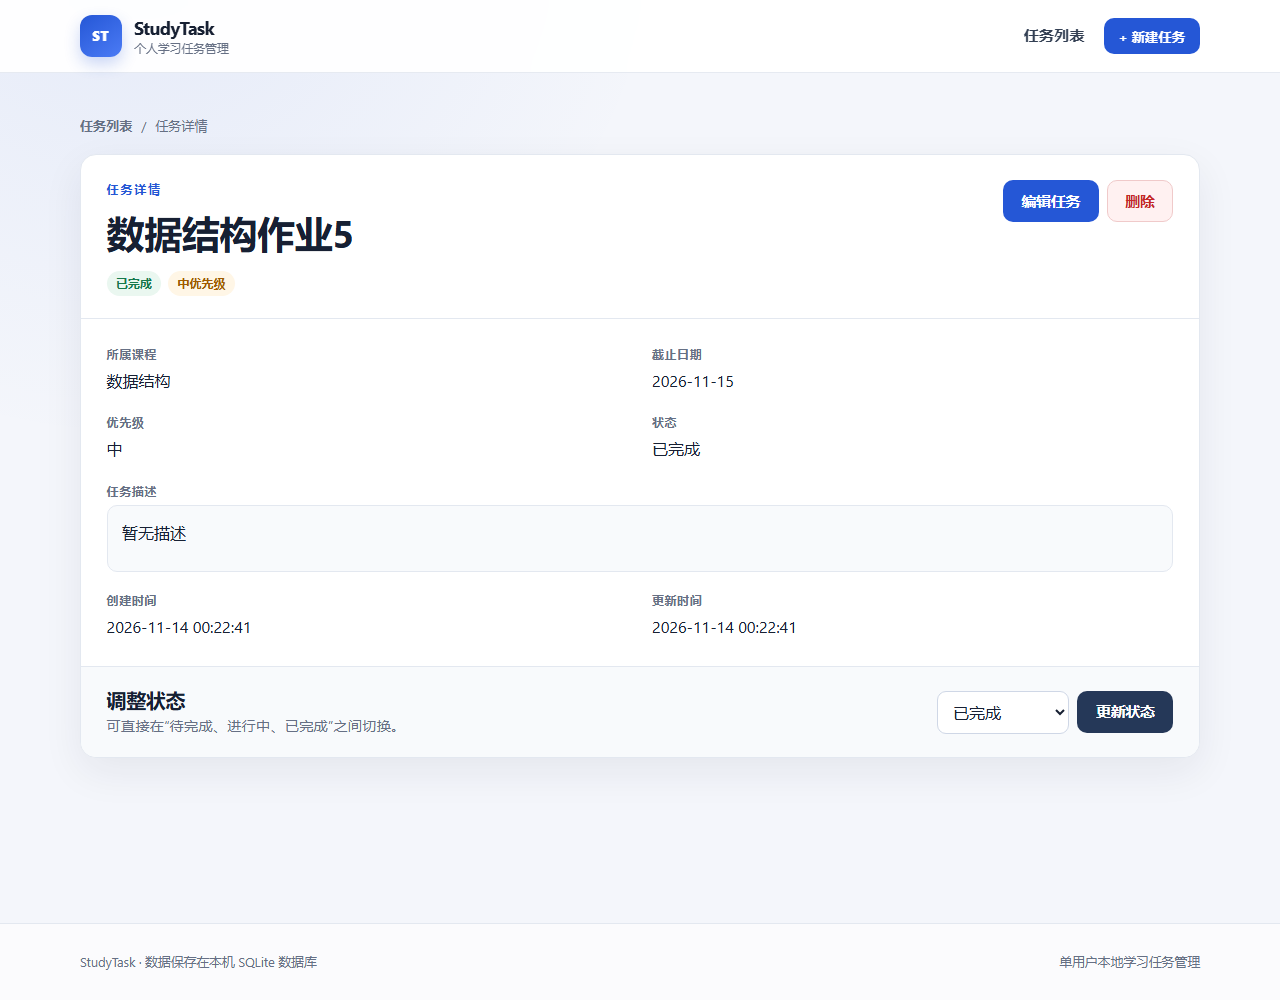 ST
StudyTask
个人学习任务管理
任务列表
+ 新建任务
任务列表 / 任务详情
任务详情
数据结构作业5
已完成 中优先级
编辑任务
删除
所属课程
数据结构
截止日期
2026-11-15
优先级
中
状态
已完成
任务描述
暂无描述
创建时间
2026-11-14 00:22:41
更新时间
2026-11-14 00:22:41
调整状态
可直接在“待完成、进行中、已完成”之间切换。
已完成
更新状态
StudyTask · 数据保存在本机 SQLite 数据库
单用户本地学习任务管理